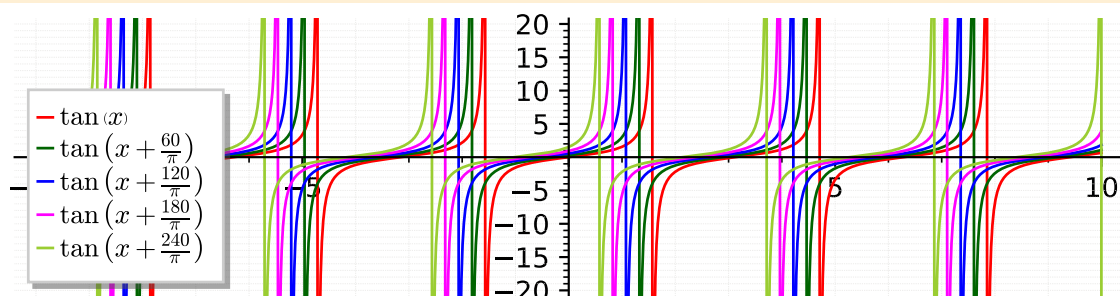 20
15
10
5
−5
−10
−15
−20
−5
5
10
tan (x)
tan (x + 60/π)
tan (x + 120/π)
tan (x + 180/π)
tan (x + 240/π)